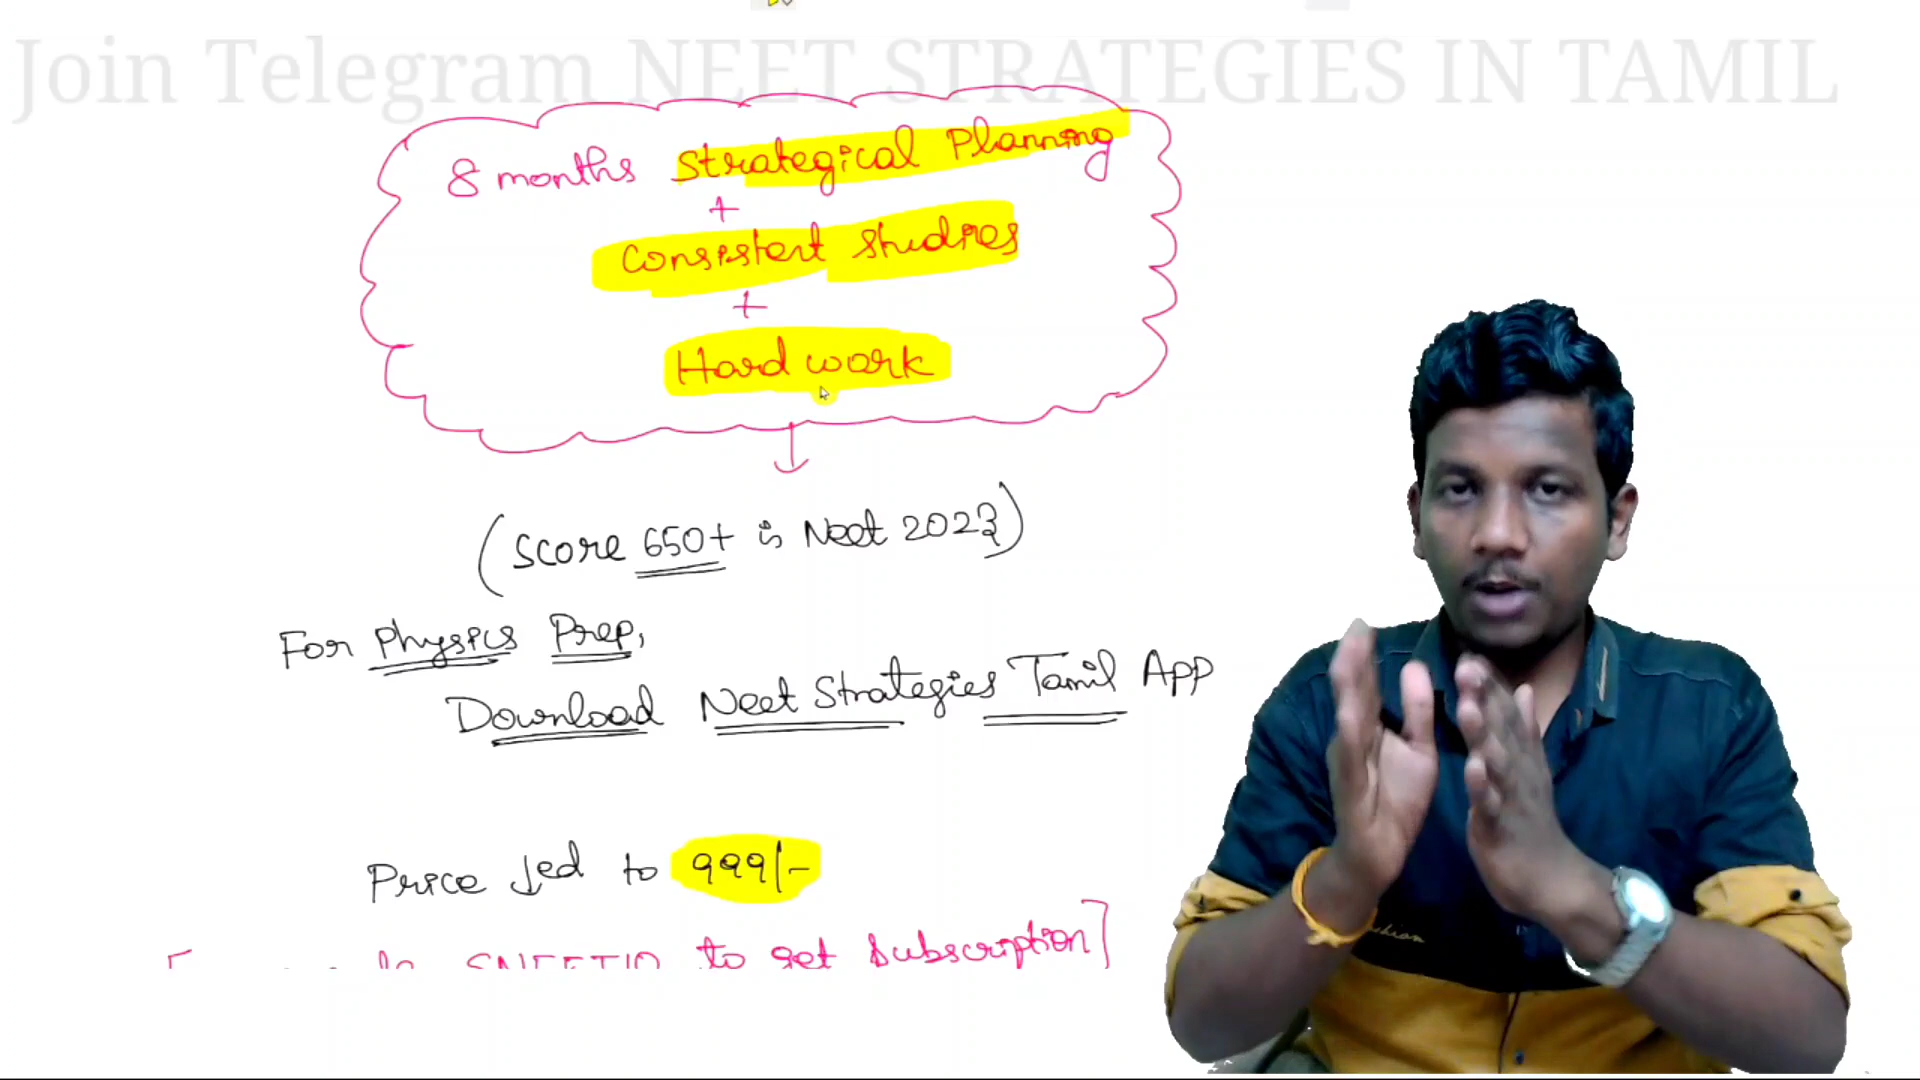 Join Telegram NEET STRATEGIES IN TAMIL
8 months Strategical Planning
+
Consistent studies
+
Hard work
(Score 650+ in Neet 2023)
For Physics Prep,
Download Neet Strategies Tamil App
Price ↓ed to 999/-
to get Subscription]